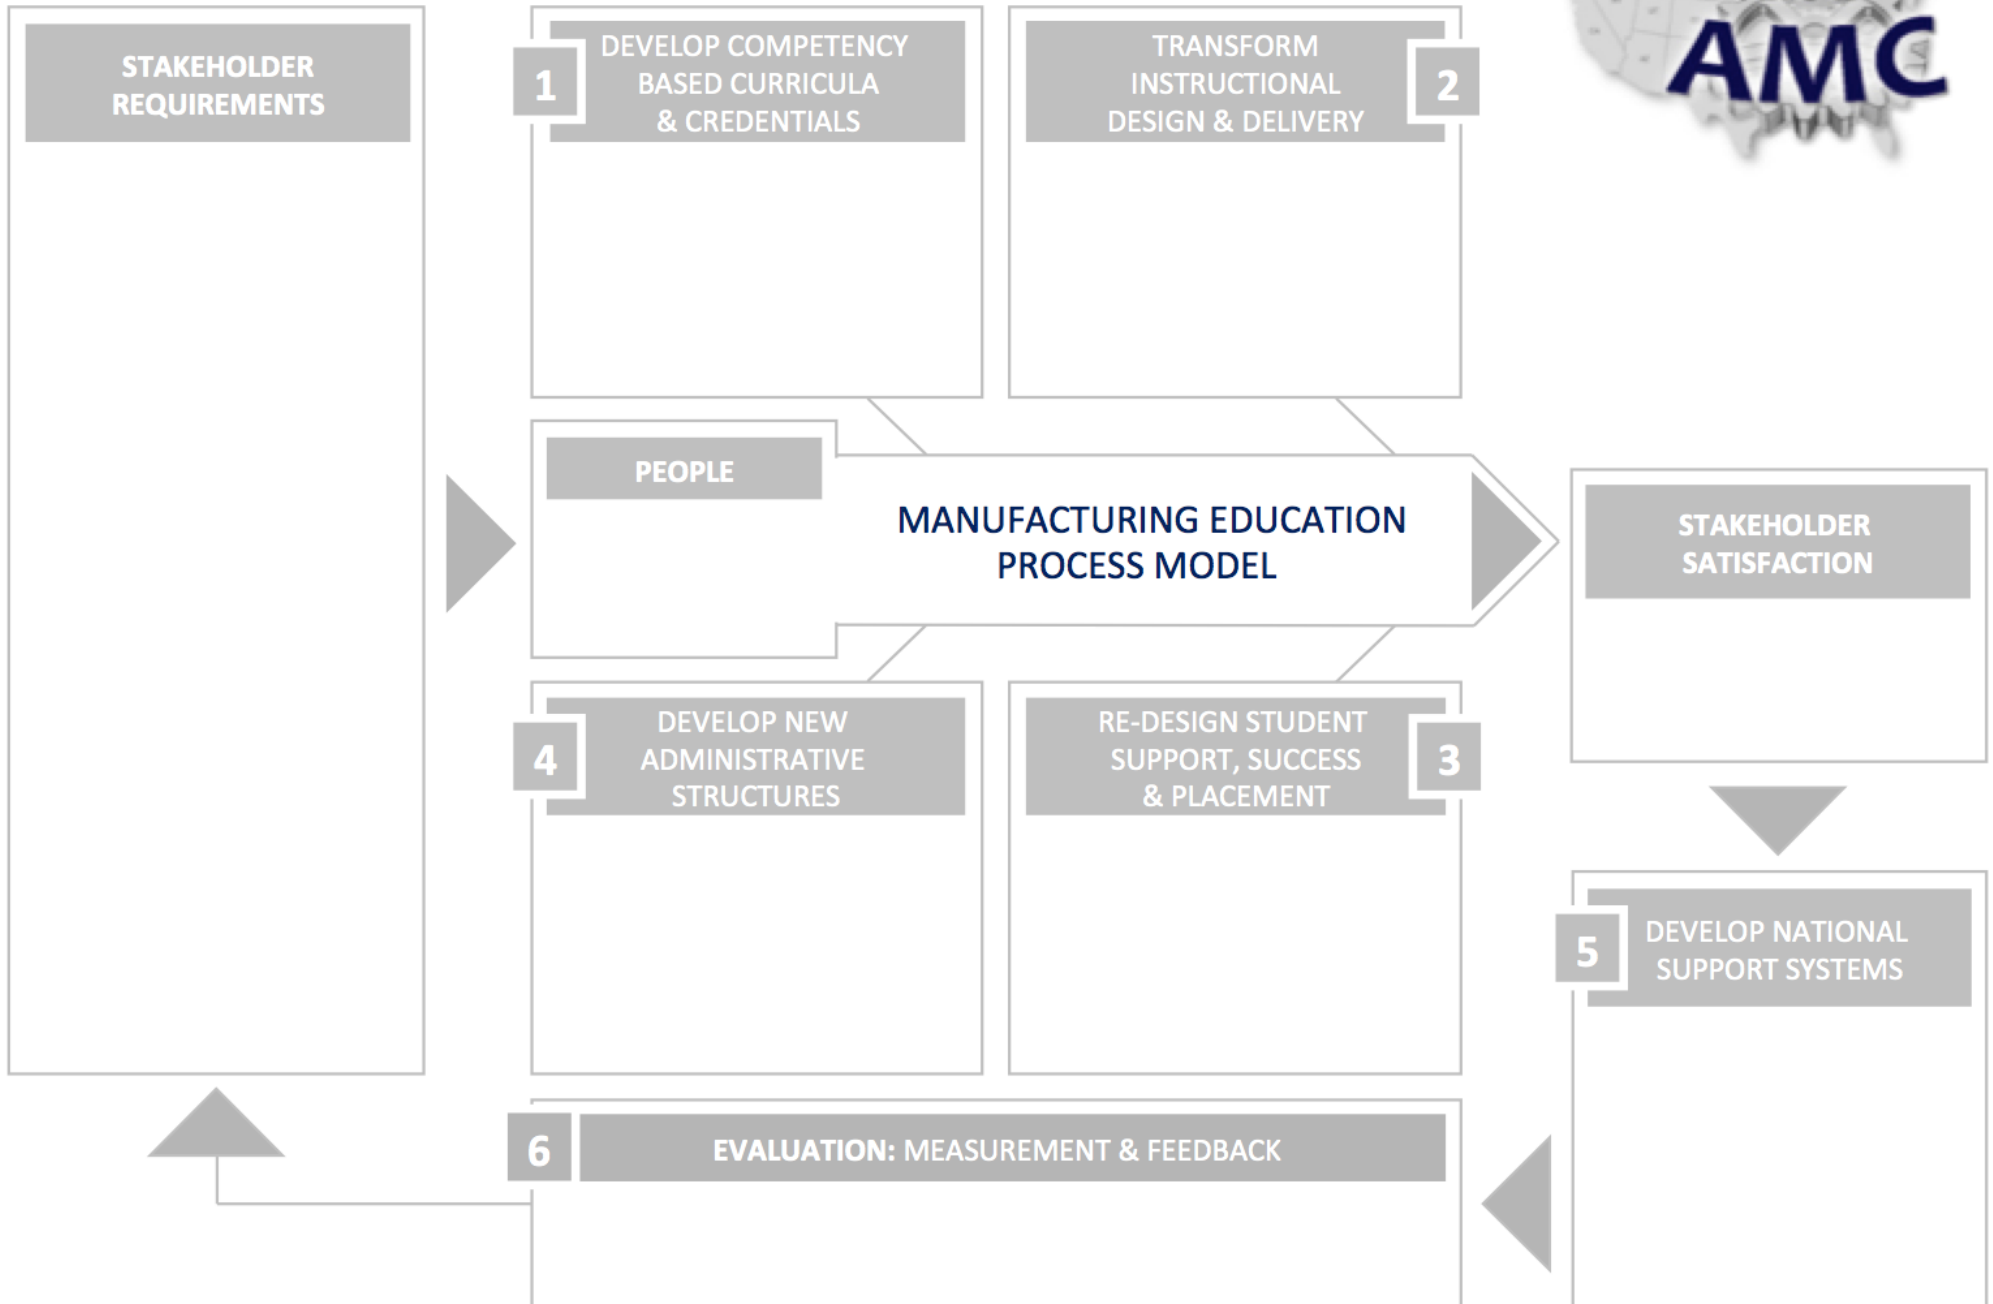 STAKEHOLDER
REQUIREMENTS
1
DEVELOP COMPETENCY
BASED CURRICULA
& CREDENTIALS
TRANSFORM
INSTRUCTIONAL
DESIGN & DELIVERY
2
AMC
PEOPLE
MANUFACTURING EDUCATION
PROCESS MODEL
STAKEHOLDER
SATISFACTION
4
DEVELOP NEW
ADMINISTRATIVE
STRUCTURES
RE-DESIGN STUDENT
SUPPORT, SUCCESS
& PLACEMENT
3
5
DEVELOP NATIONAL
SUPPORT SYSTEMS
6
EVALUATION: MEASUREMENT & FEEDBACK